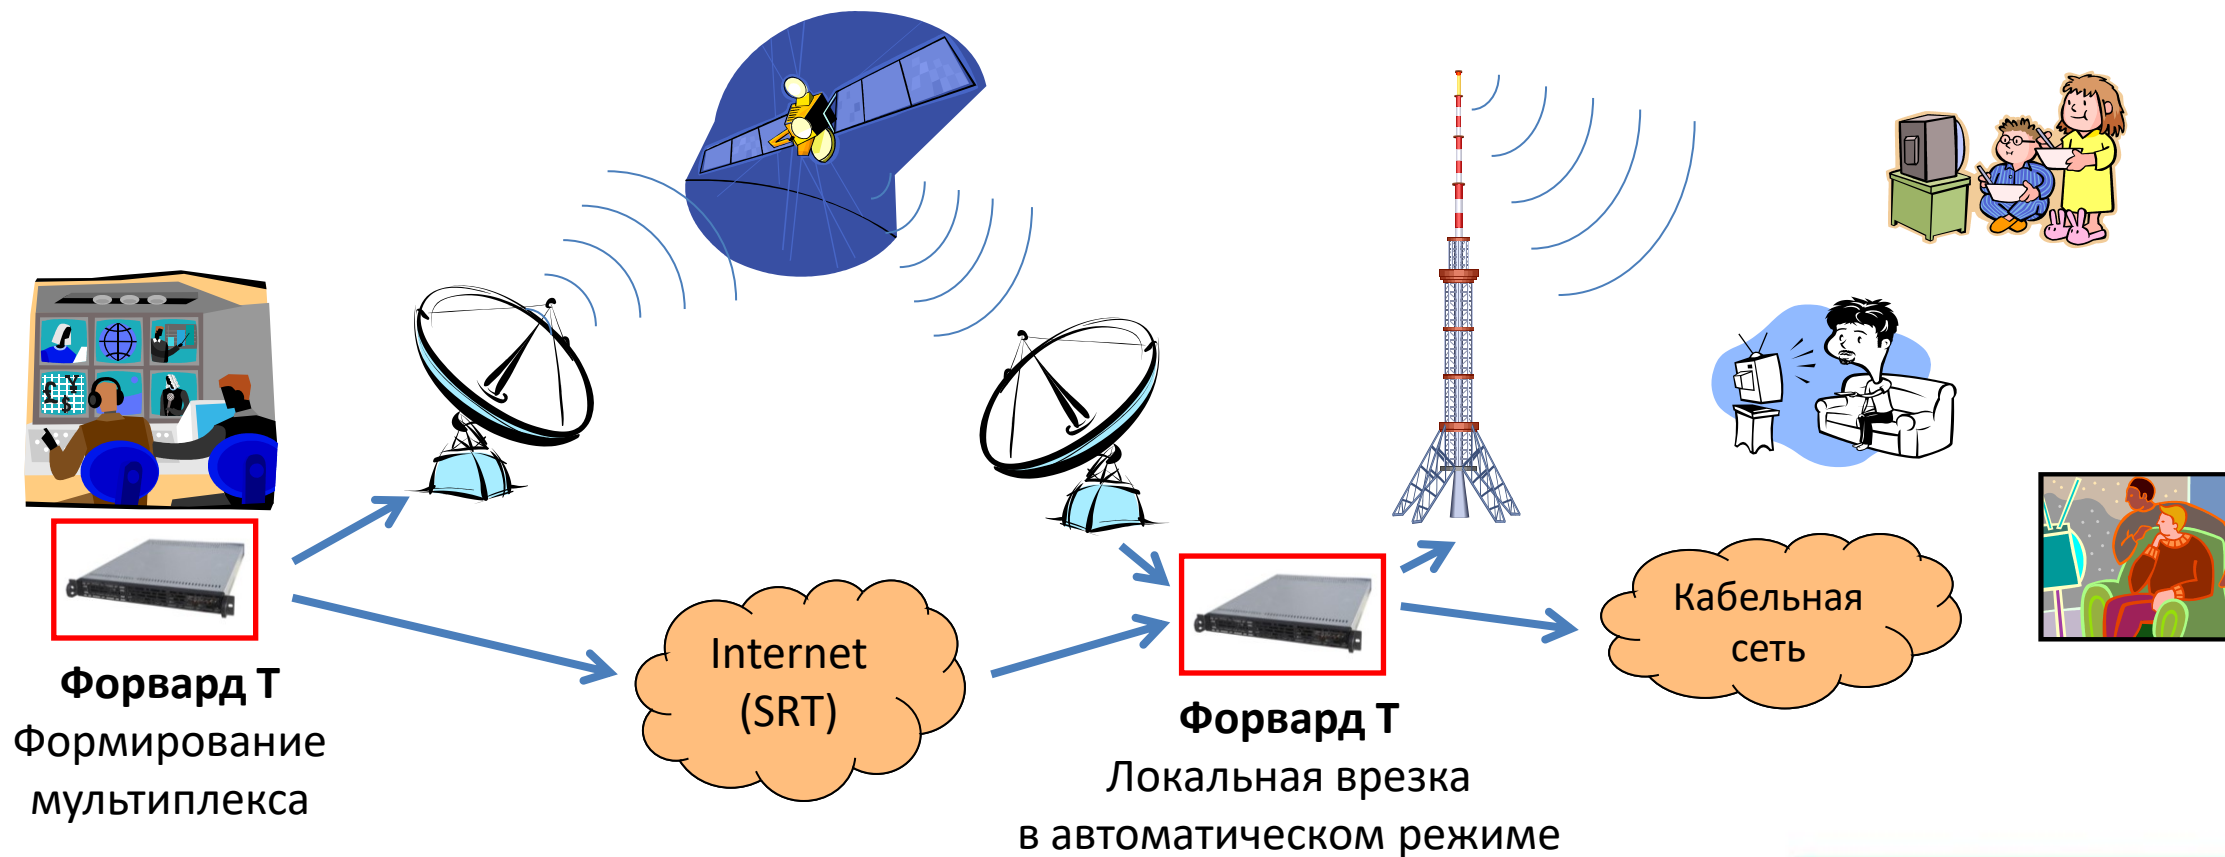 Форвард Т
Формирование
мультиплекса
Internet
(SRT)
Форвард Т
Локальная врезка
в автоматическом режиме
Кабельная
сеть
£ ¥
$